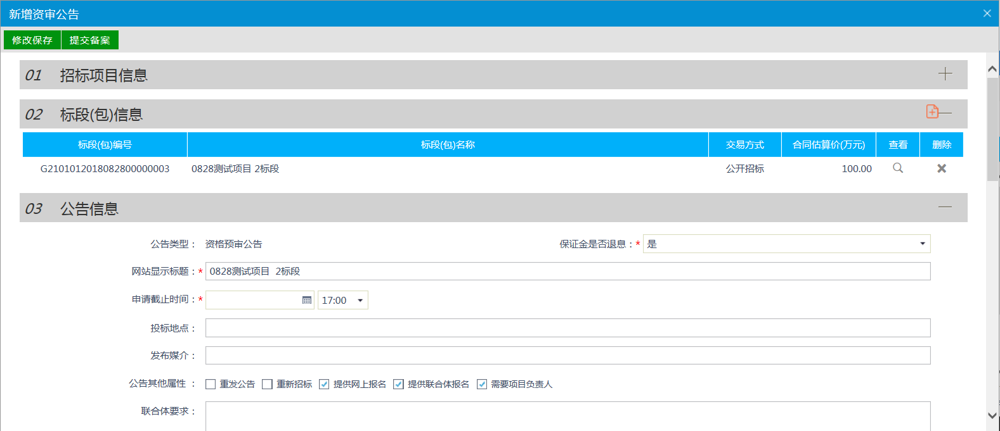 新增资审公告
修改保存 提交备案
01 招标项目信息
02 标段(包)信息
标段(包)编号 标段(包)名称 交易方式 合同估算价(万元) 查看 删除
G2101012018082800000003 0828测试项目 2标段 公开招标 100.00
03 公告信息
公告类型： 资格预审公告 保证金是否退息：* 是
网站显示标题：* 0828测试项目 2标段
申请截止时间：* 17:00
投标地点：
发布媒介：
公告其他属性 ： 重发公告 重新招标 提供网上报名 提供联合体报名 需要项目负责人
联合体要求：